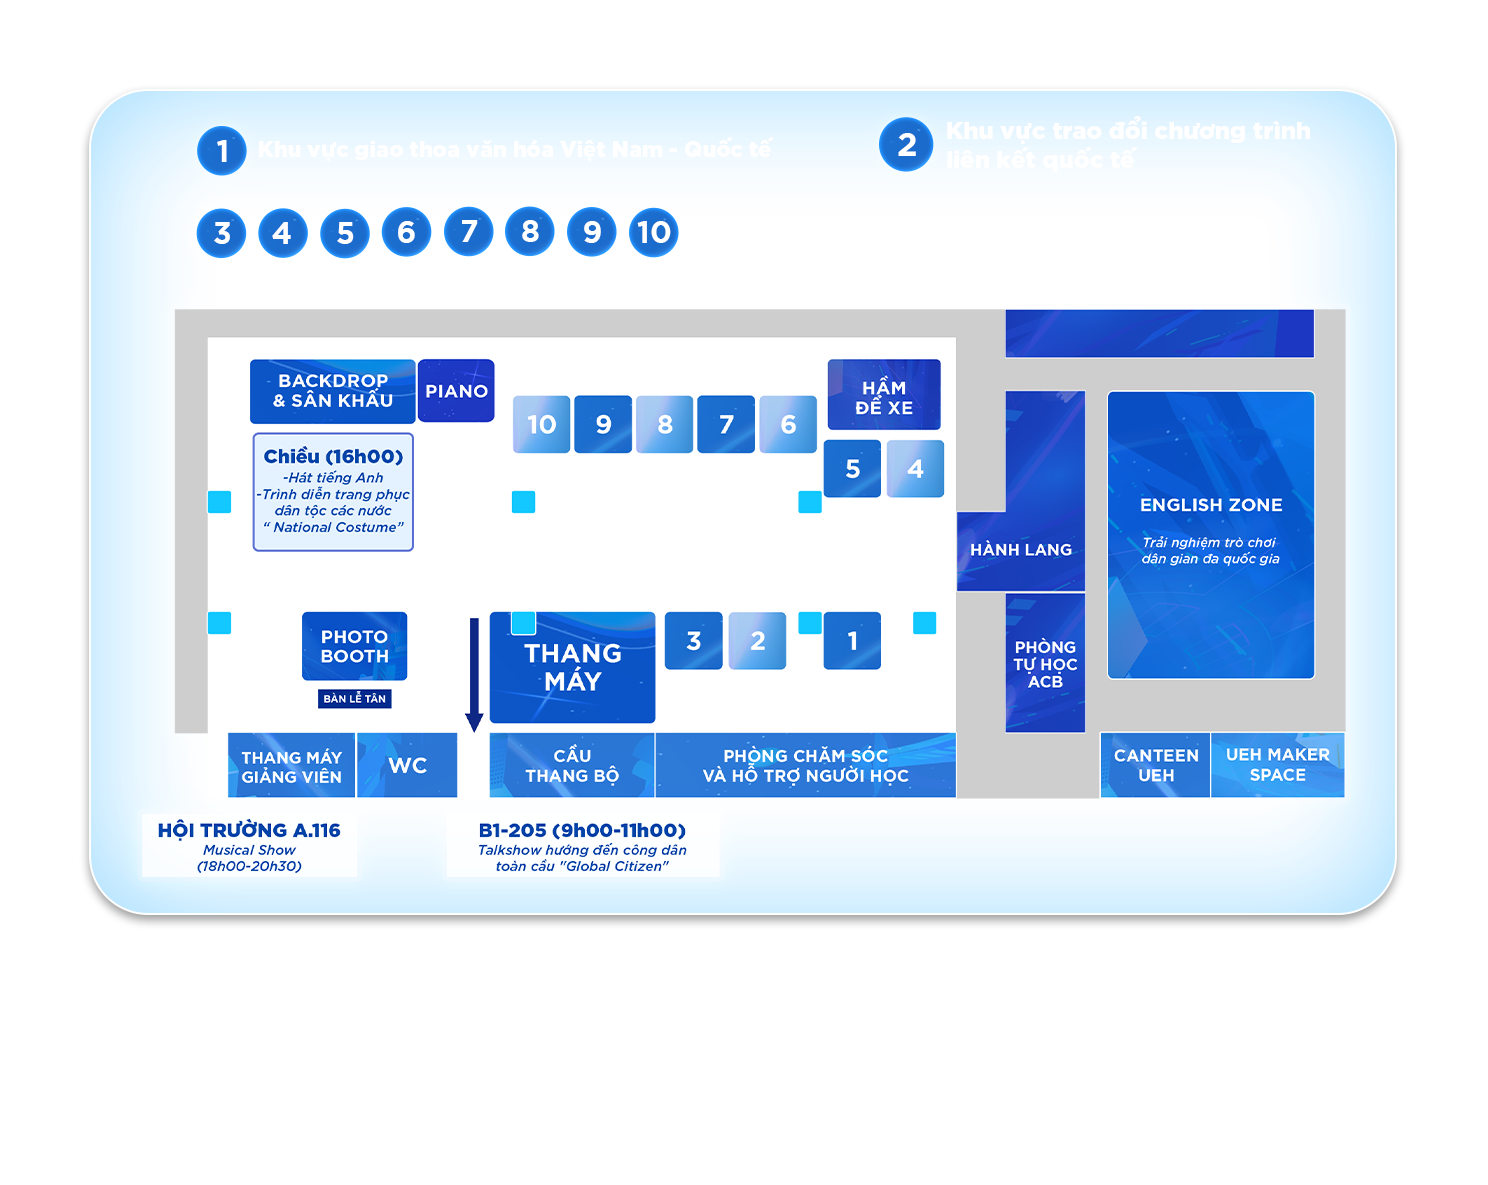 1 Khu vực giao thoa văn hóa Việt Nam - Quốc tế
2 Khu vực trao đổi chương trình
liên kết quốc tế
3 4 5 6 7 8 9 10
BACKDROP
& SÂN KHẤU
PIANO
10 9 8 7 6
HẦM
ĐỂ XE
5 4
Chiều (16h00)
-Hát tiếng Anh
-Trình diễn trang phục
dân tộc các nước
“ National Costume”
ENGLISH ZONE
Trải nghiệm trò chơi
dân gian đa quốc gia
HÀNH LANG
PHOTO
BOOTH
BÀN LỄ TÂN
THANG
MÁY
3 2 1
PHÒNG
TỰ HỌC
ACB
THANG MÁY
GIẢNG VIÊN
WC
CẦU
THANG BỘ
PHÒNG CHĂM SÓC
VÀ HỖ TRỢ NGƯỜI HỌC
CANTEEN
UEH
UEH MAKER
SPACE
HỘI TRƯỜNG A.116
Musical Show
(18h00-20h30)
B1-205 (9h00-11h00)
Talkshow hướng đến công dân
toàn cầu "Global Citizen"